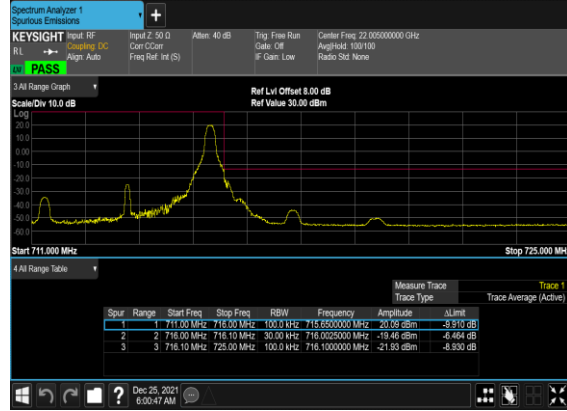 Spectrum Analyzer 1
Spurious Emissions
KEYSIGHT Input: RF Input Z: 50 Ω Atten: 40 dB Trig: Free Run Center Freq: 22.005000000 GHz
RL Coupling: DC Corr CCorr Gate: Off Avg|Hold: 100/100
Align: Auto Freq Ref: Int (S) IF Gain: Low Radio Std: None
PASS
3 All Range Graph
Ref Lvl Offset 8.00 dB
Scale/Div 10.0 dB Ref Value 30.00 dBm
Log
20.0
10.0
0.00
-10.0
-20.0
-30.0
-40.0
-50.0
-60.0
Start 711.000 MHz Stop 725.000 MH
4 All Range Table
Measure Trace Trace 1
Trace Type Trace Average (Active)
Spur Range Start Freq Stop Freq RBW Frequency Amplitude ΔLimit
1 1 711.00 MHz 716.00 MHz 100.0 kHz 715.6500000 MHz 20.09 dBm -9.910 dB
2 2 716.00 MHz 716.10 MHz 30.00 kHz 716.0025000 MHz -19.46 dBm -6.464 dB
3 3 716.10 MHz 725.00 MHz 100.0 kHz 716.1000000 MHz -21.93 dBm -8.930 dB
Dec 25, 2021
6:00:47 AM